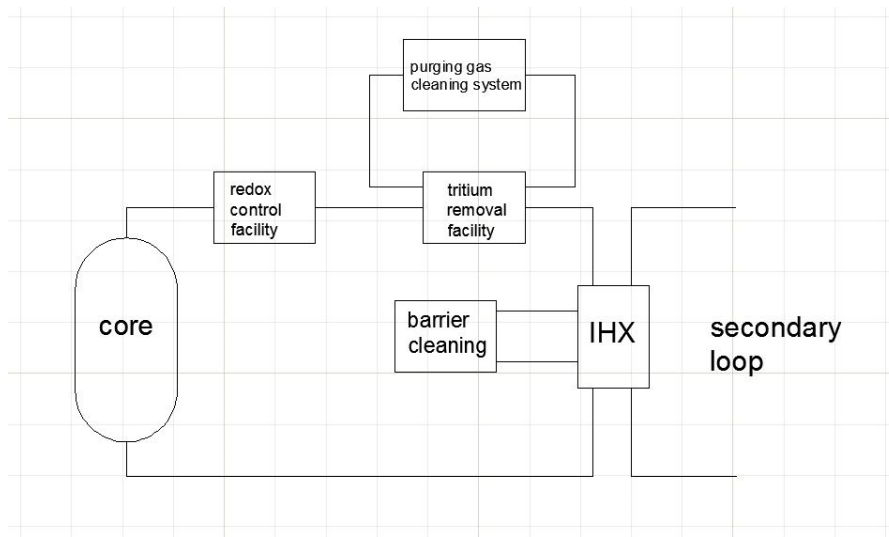 purging gas
cleaning system
redox
control
facility
tritium
removal
facility
core
barrier
cleaning
IHX
secondary
loop